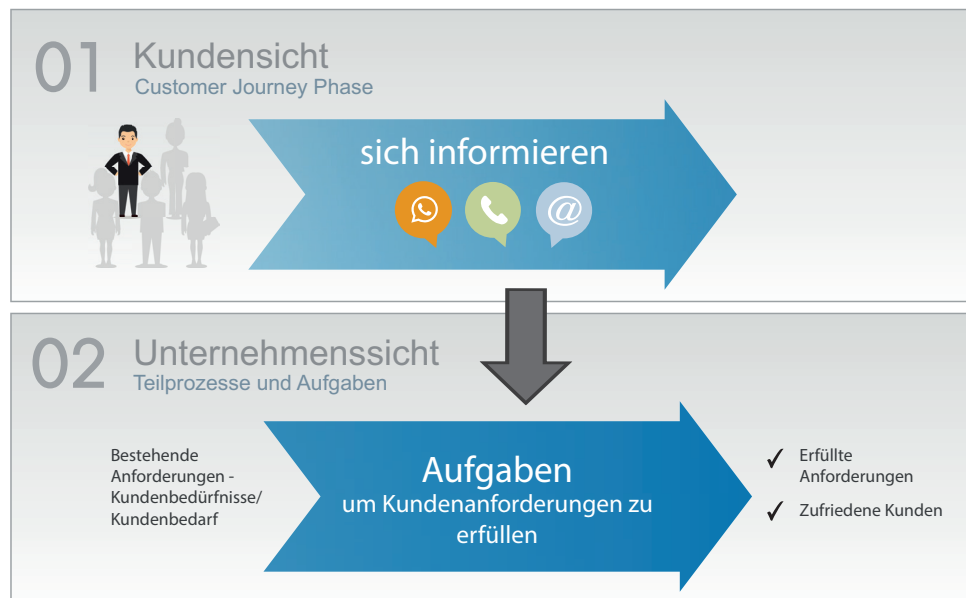 01
Kundensicht
Customer Journey Phase
sich informieren
@
02
Unternehmenssicht
Teilprozesse und Aufgaben
Bestehende
Anforderungen -
Kundenbedürfnisse/
Kundenbedarf
Aufgaben
um Kundenanforderungen zu
erfüllen
✓ Erfüllte
Anforderungen
✓ Zufriedene Kunden